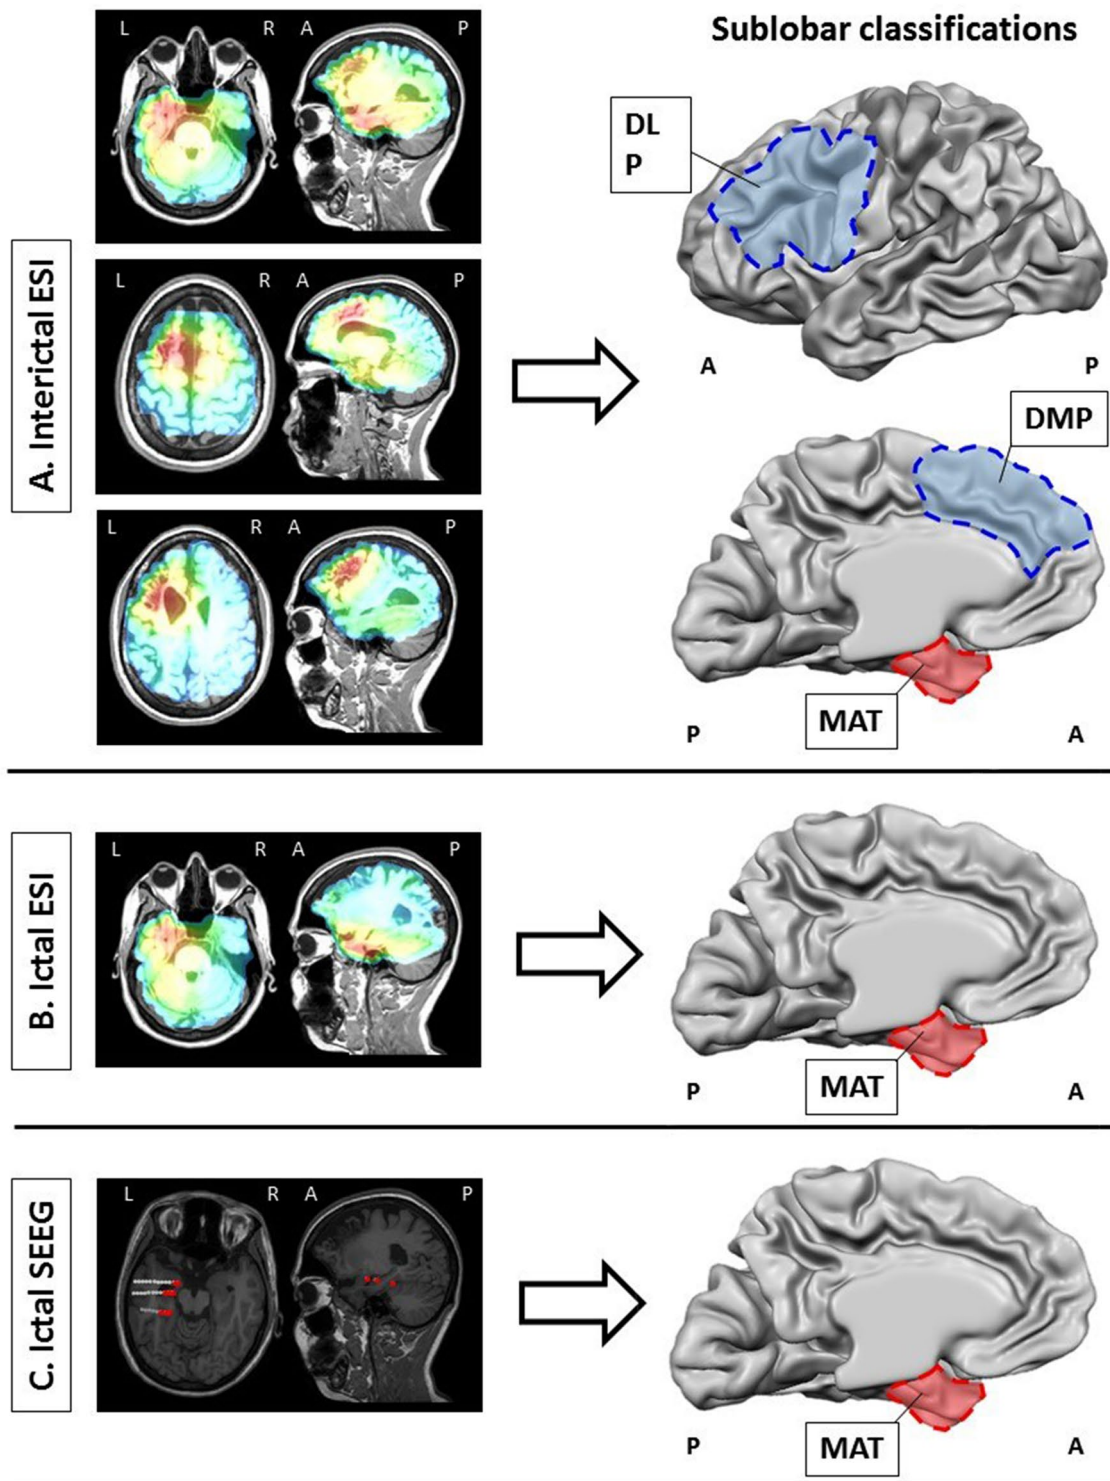 Sublobar classifications
A. Interictal ESI
L R A P
L R A P
L R A P
DL
P
A P
DMP
MAT
P A
B. Ictal ESI
L R A P
MAT
P A
C. Ictal SEEG
L R A P
MAT
P A